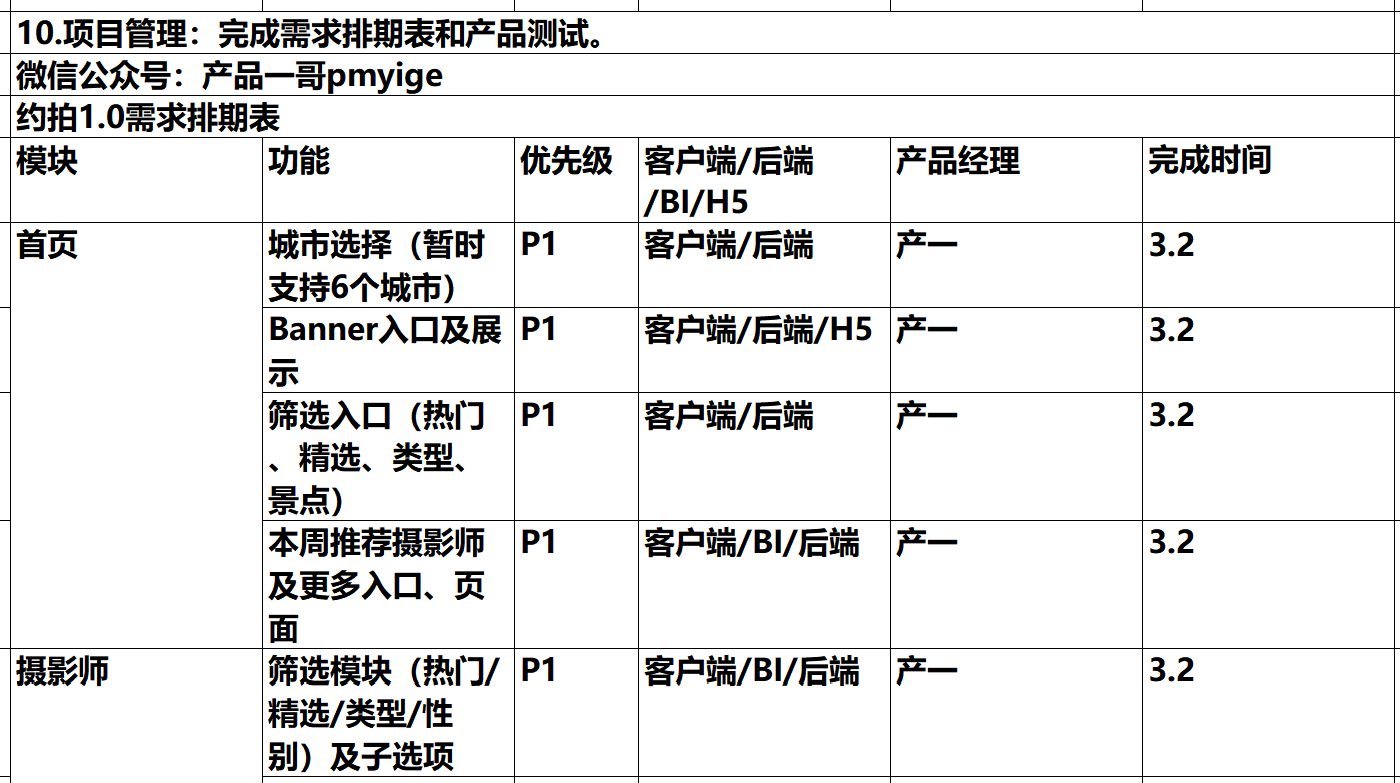 10.项目管理：完成需求排期表和产品测试。
微信公众号：产品一哥pmyige
约拍1.0需求排期表
模块 功能 优先级 客户端/后端 产品经理 完成时间
/BI/H5
首页 城市选择（暂时 P1 客户端/后端 产一 3.2
支持6个城市）
Banner入口及展 P1 客户端/后端/H5 产一 3.2
示
筛选入口（热门 P1 客户端/后端 产一 3.2
、精选、类型、
景点）
本周推荐摄影师 P1 客户端/BI/后端 产一 3.2
及更多入口、页
面
摄影师 筛选模块（热门/ P1 客户端/BI/后端 产一 3.2
精选/类型/性
别）及子选项